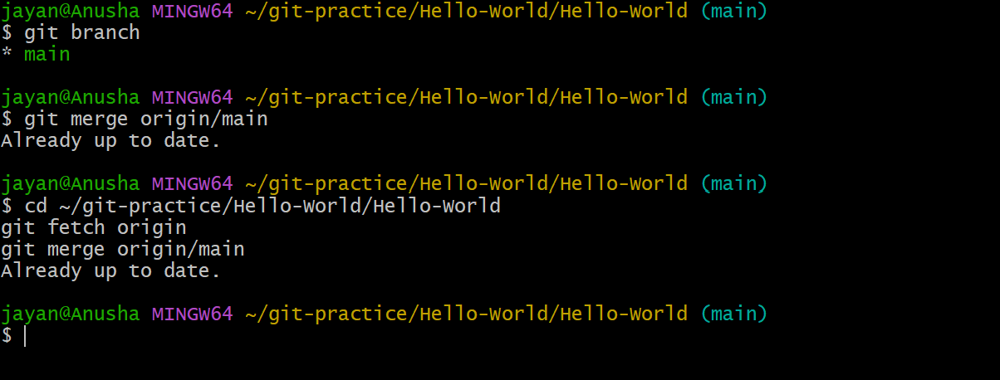 jayan@Anusha MINGW64 ~/git-practice/Hello-World/Hello-World (main)
$ git branch
* main
jayan@Anusha MINGW64 ~/git-practice/Hello-World/Hello-World (main)
$ git merge origin/main
Already up to date.
jayan@Anusha MINGW64 ~/git-practice/Hello-World/Hello-World (main)
$ cd ~/git-practice/Hello-World/Hello-World
git fetch origin
git merge origin/main
Already up to date.
jayan@Anusha MINGW64 ~/git-practice/Hello-World/Hello-World (main)
$